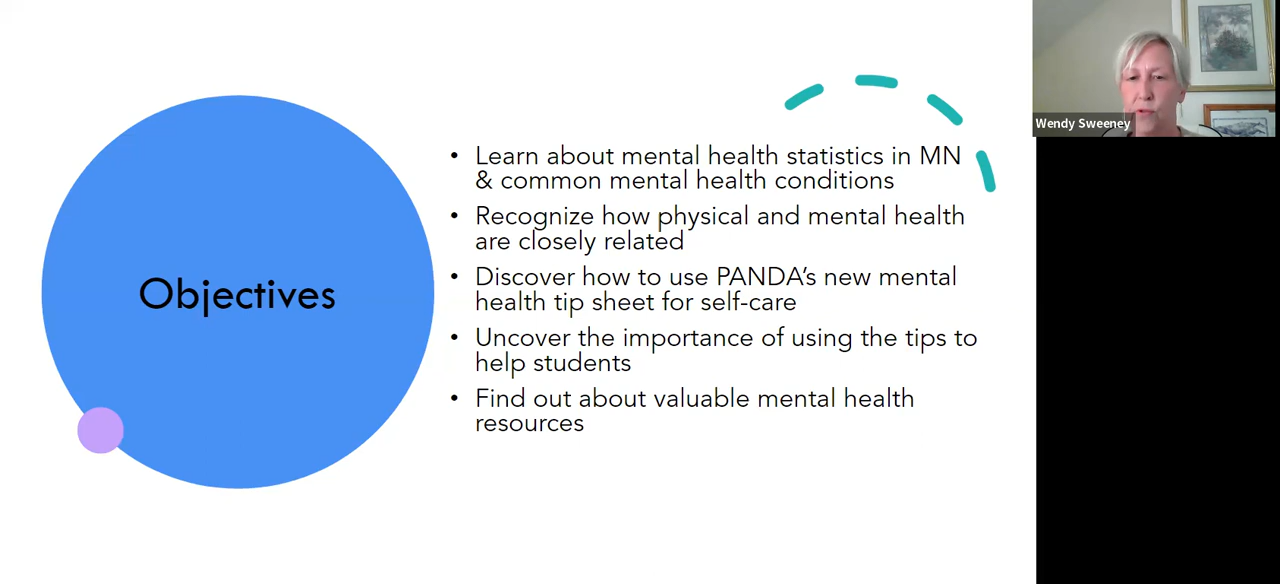 Objectives
• Learn about mental health statistics in MN
& common mental health conditions
• Recognize how physical and mental health
are closely related
• Discover how to use PANDA’s new mental
health tip sheet for self-care
• Uncover the importance of using the tips to
help students
• Find out about valuable mental health
resources
Wendy Sweeney